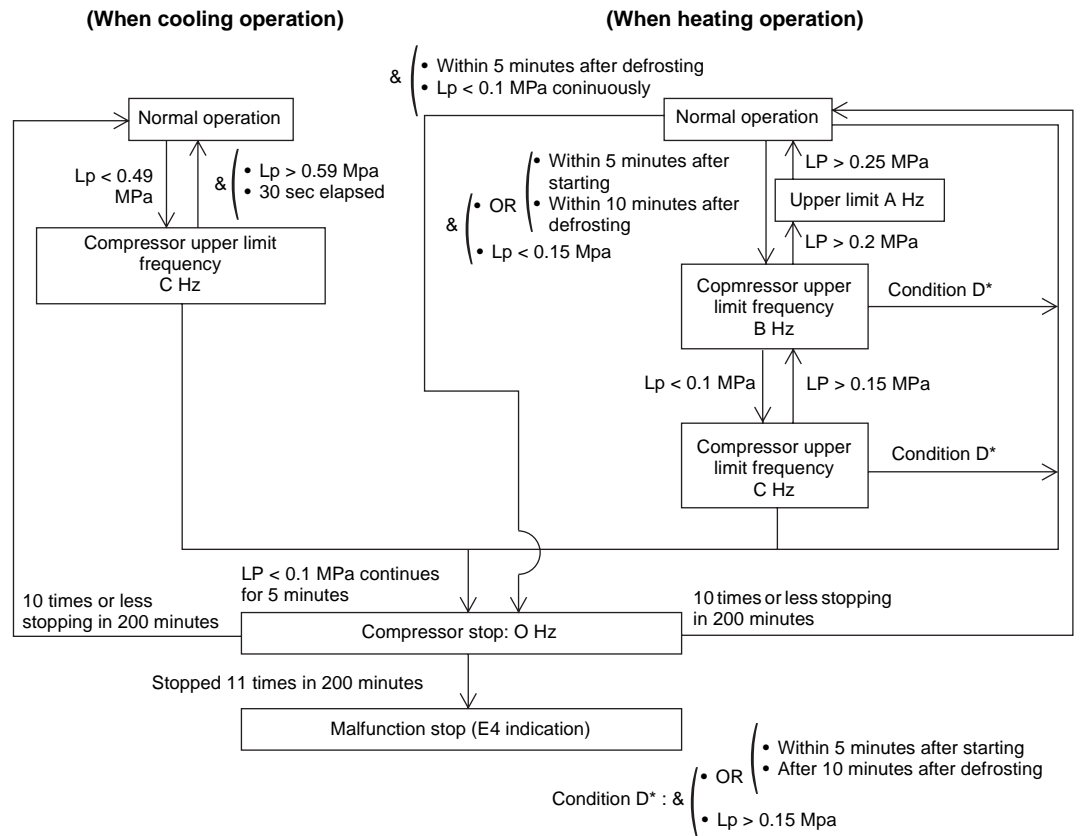 (When cooling operation)
(When heating operation)
&
• Within 5 minutes after defrosting
• Lp < 0.1 MPa coninuously
Normal operation
Lp < 0.49
MPa
&
• Lp > 0.59 Mpa
• 30 sec elapsed
Compressor upper limit
frequency
C Hz
Normal operation
&
• OR
• Within 5 minutes after
starting
• Within 10 minutes after
defrosting
• Lp < 0.15 Mpa
LP > 0.25 MPa
Upper limit A Hz
LP > 0.2 MPa
Copmressor upper
limit frequency
B Hz
Condition D*
Lp < 0.1 MPa
LP > 0.15 MPa
Compressor upper
limit frequency
C Hz
Condition D*
LP < 0.1 MPa continues
for 5 minutes
10 times or less
stopping in 200 minutes
10 times or less stopping
in 200 minutes
Compressor stop: O Hz
Stopped 11 times in 200 minutes
Malfunction stop (E4 indication)
Condition D* : &
• OR
• Within 5 minutes after starting
• After 10 minutes after defrosting
• Lp > 0.15 Mpa